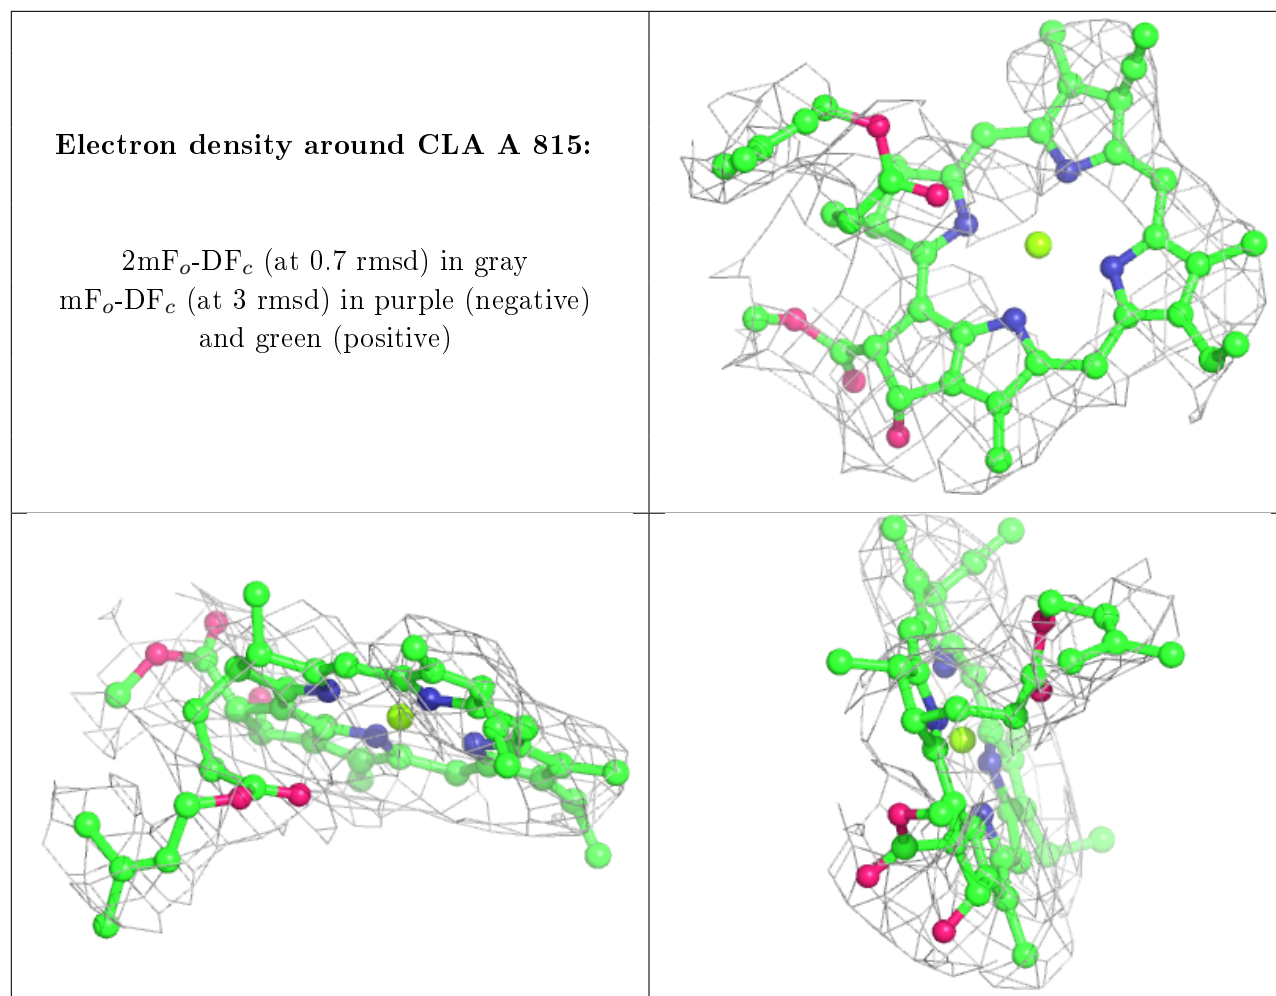 Electron density around CLA A 815:
2mFₒ-DF𝒸 (at 0.7 rmsd) in gray
mFₒ-DF𝒸 (at 3 rmsd) in purple (negative)
and green (positive)